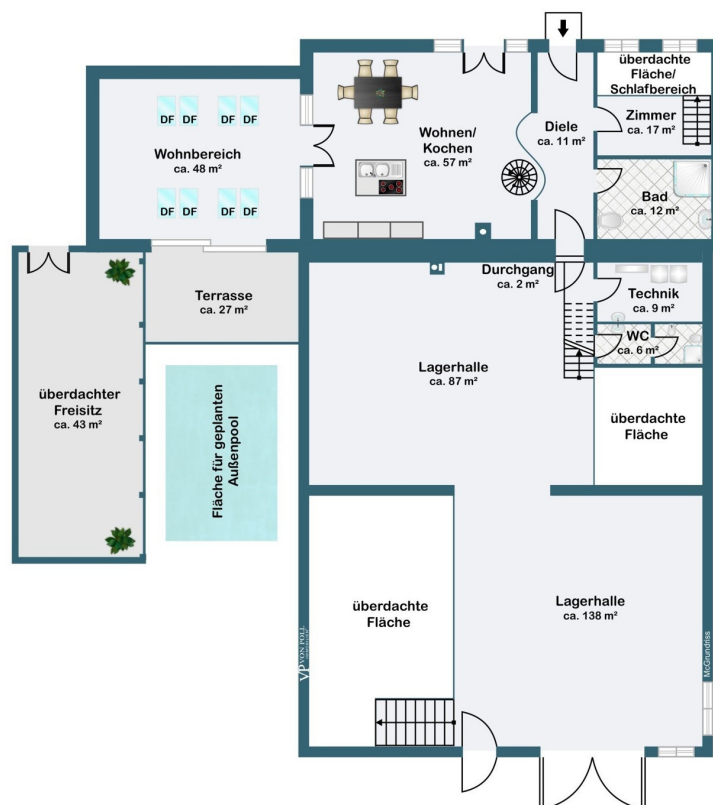 überdachte
Fläche/
Schlafbereich
Zimmer
ca. 17 m²
Diele
ca. 11 m²
Wohnen/
Kochen
ca. 57 m²
DF DF DF DF
Wohnbereich
ca. 48 m²
DF DF DF DF
Bad
ca. 12 m²
Durchgang
ca. 2 m²
Technik
ca. 9 m²
WC
ca. 6 m²
Terrasse
ca. 27 m²
überdachter
Freisitz
ca. 43 m²
Fläche für geplanten
Außenpool
Lagerhalle
ca. 87 m²
überdachte
Fläche
überdachte
Fläche
Lagerhalle
ca. 138 m²
VP VON POLL
McGrundriss